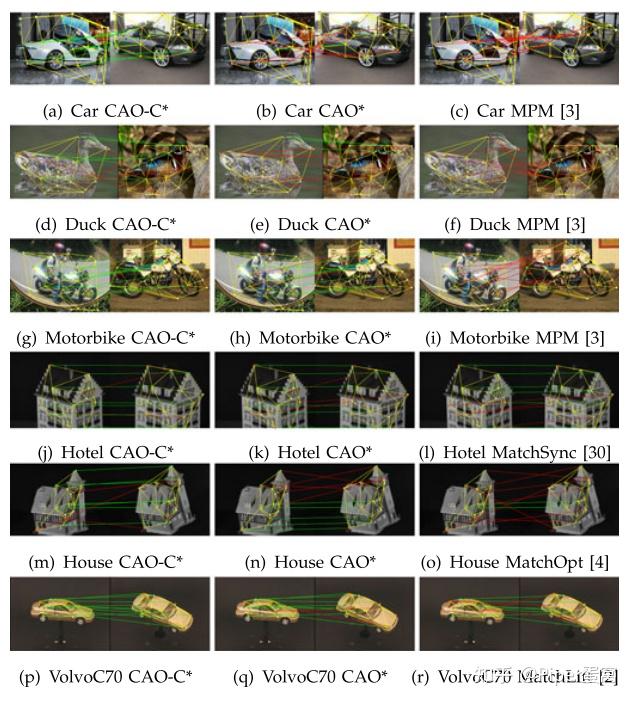 (a) Car CAO-C* (b) Car CAO* (c) Car MPM [3]
(d) Duck CAO-C* (e) Duck CAO* (f) Duck MPM [3]
(g) Motorbike CAO-C* (h) Motorbike CAO* (i) Motorbike MPM [3]
(j) Hotel CAO-C* (k) Hotel CAO* (l) Hotel MatchSync [30]
(m) House CAO-C* (n) House CAO* (o) House MatchOpt [4]
(p) VolvoC70 CAO-C* (q) VolvoC70 CAO* (r) VolvoC70 MatchLift [2]
知乎